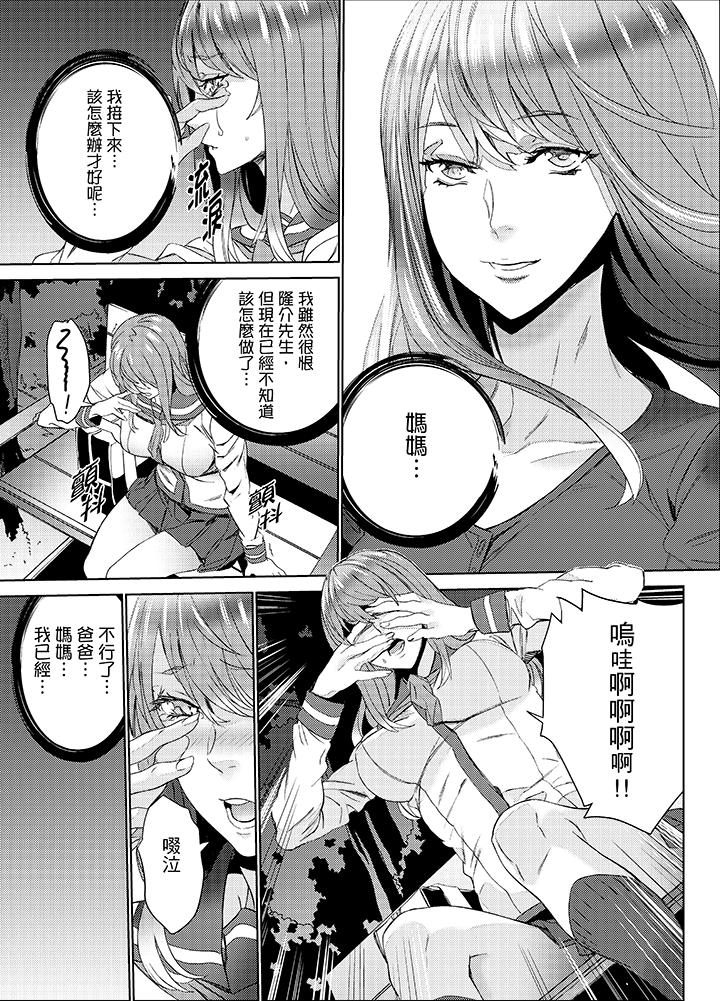 媽媽…
我接下來…
該怎麼辦才好呢…
流淚
我雖然很恨
隆介先生，
但現在已經不知道
該怎麼做了…
顫抖
顫抖
嗚哇啊啊啊啊!!
啜泣
不行了…
爸爸…
媽媽…
我已經…